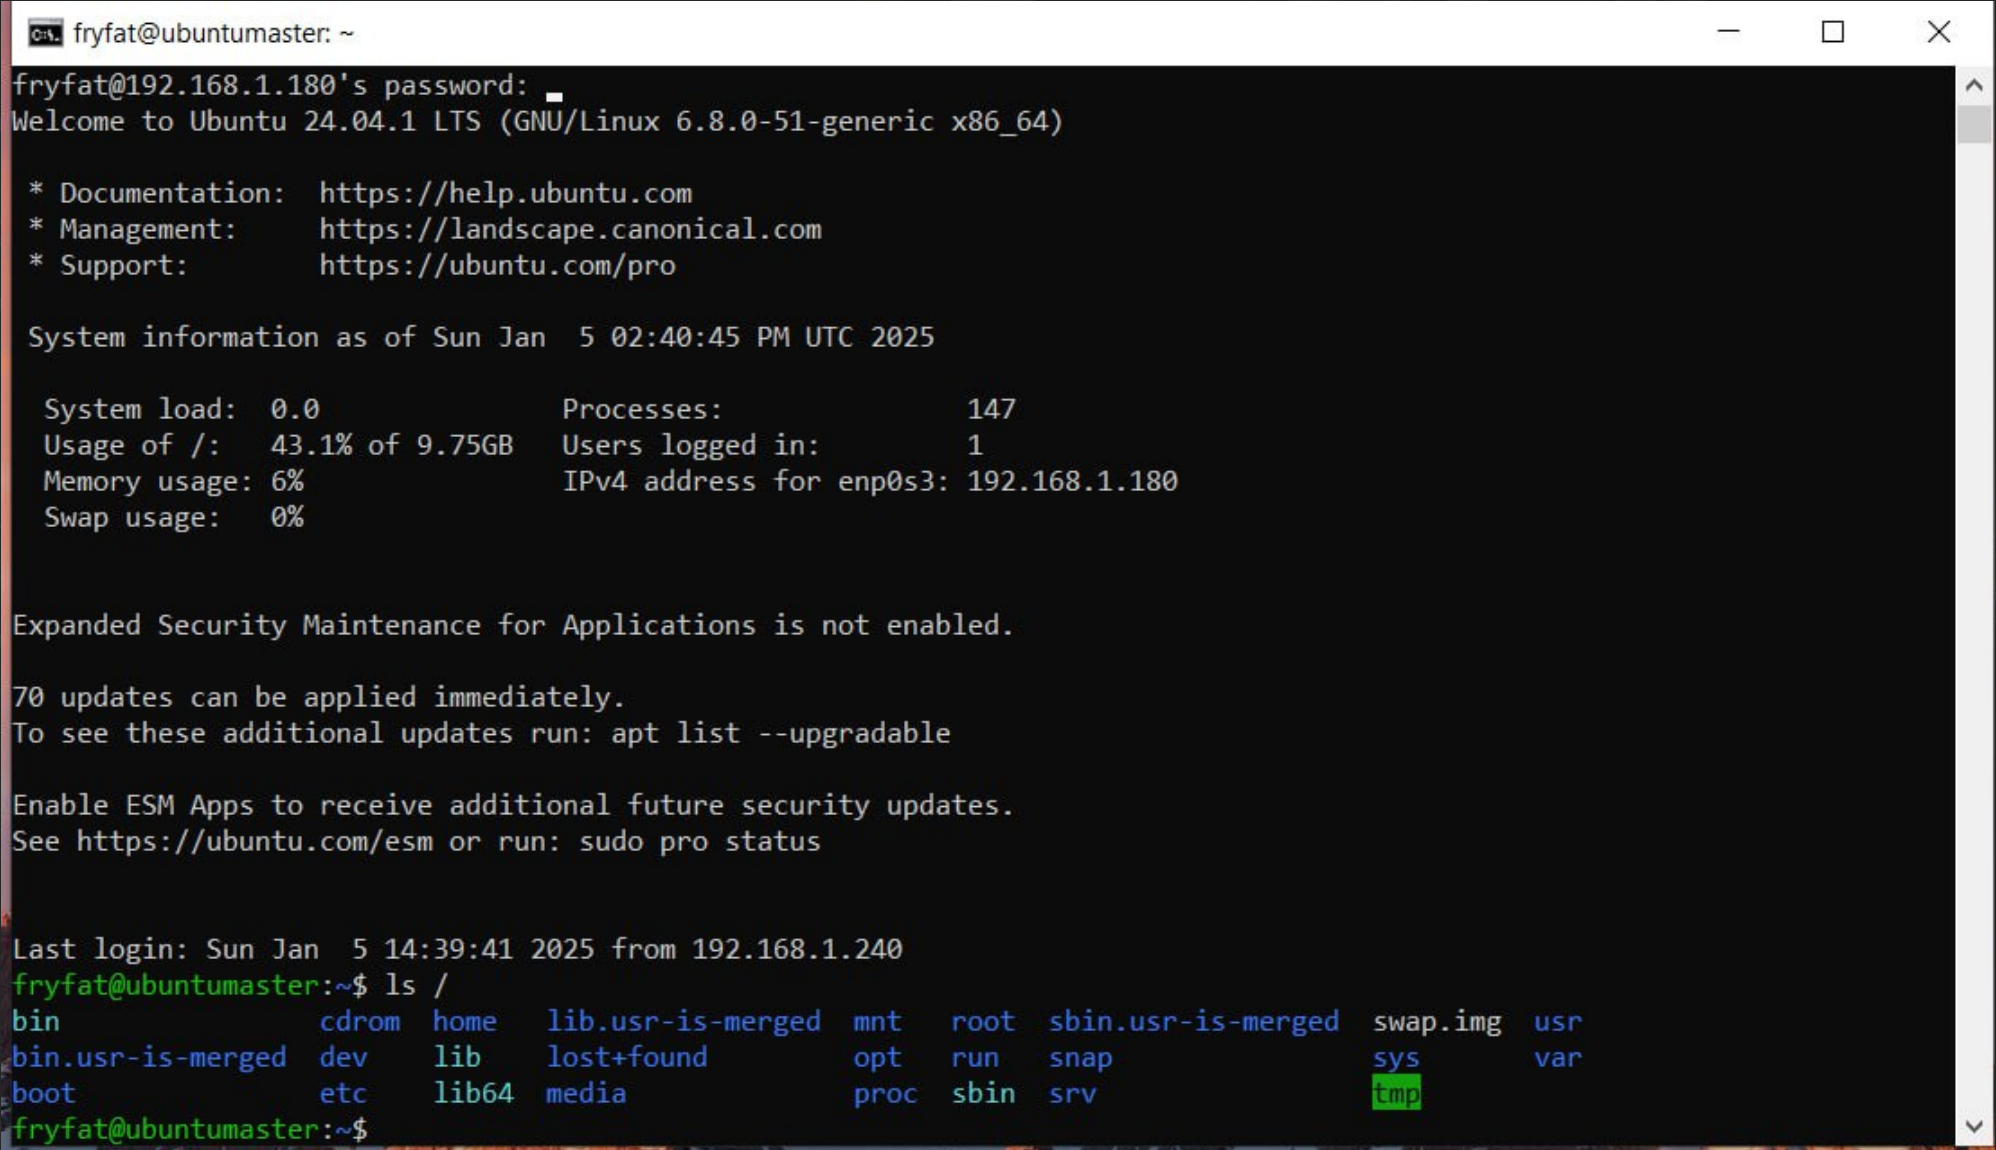 fryfat@ubuntumaster: ~
fryfat@192.168.1.180's password:
Welcome to Ubuntu 24.04.1 LTS (GNU/Linux 6.8.0-51-generic x86_64)
 * Documentation:  https://help.ubuntu.com
 * Management:     https://landscape.canonical.com
 * Support:        https://ubuntu.com/pro
 System information as of Sun Jan  5 02:40:45 PM UTC 2025
  System load:  0.0               Processes:               147
  Usage of /:   43.1% of 9.75GB   Users logged in:         1
  Memory usage: 6%                IPv4 address for enp0s3: 192.168.1.180
  Swap usage:   0%
Expanded Security Maintenance for Applications is not enabled.
70 updates can be applied immediately.
To see these additional updates run: apt list --upgradable
Enable ESM Apps to receive additional future security updates.
See https://ubuntu.com/esm or run: sudo pro status
Last login: Sun Jan  5 14:39:41 2025 from 192.168.1.240
fryfat@ubuntumaster:~$ ls /
bin                cdrom  home   lib.usr-is-merged  mnt   root  sbin.usr-is-merged  swap.img  usr
bin.usr-is-merged  dev    lib    lost+found         opt   run   snap                sys       var
boot               etc    lib64  media              proc  sbin  srv                 tmp
fryfat@ubuntumaster:~$